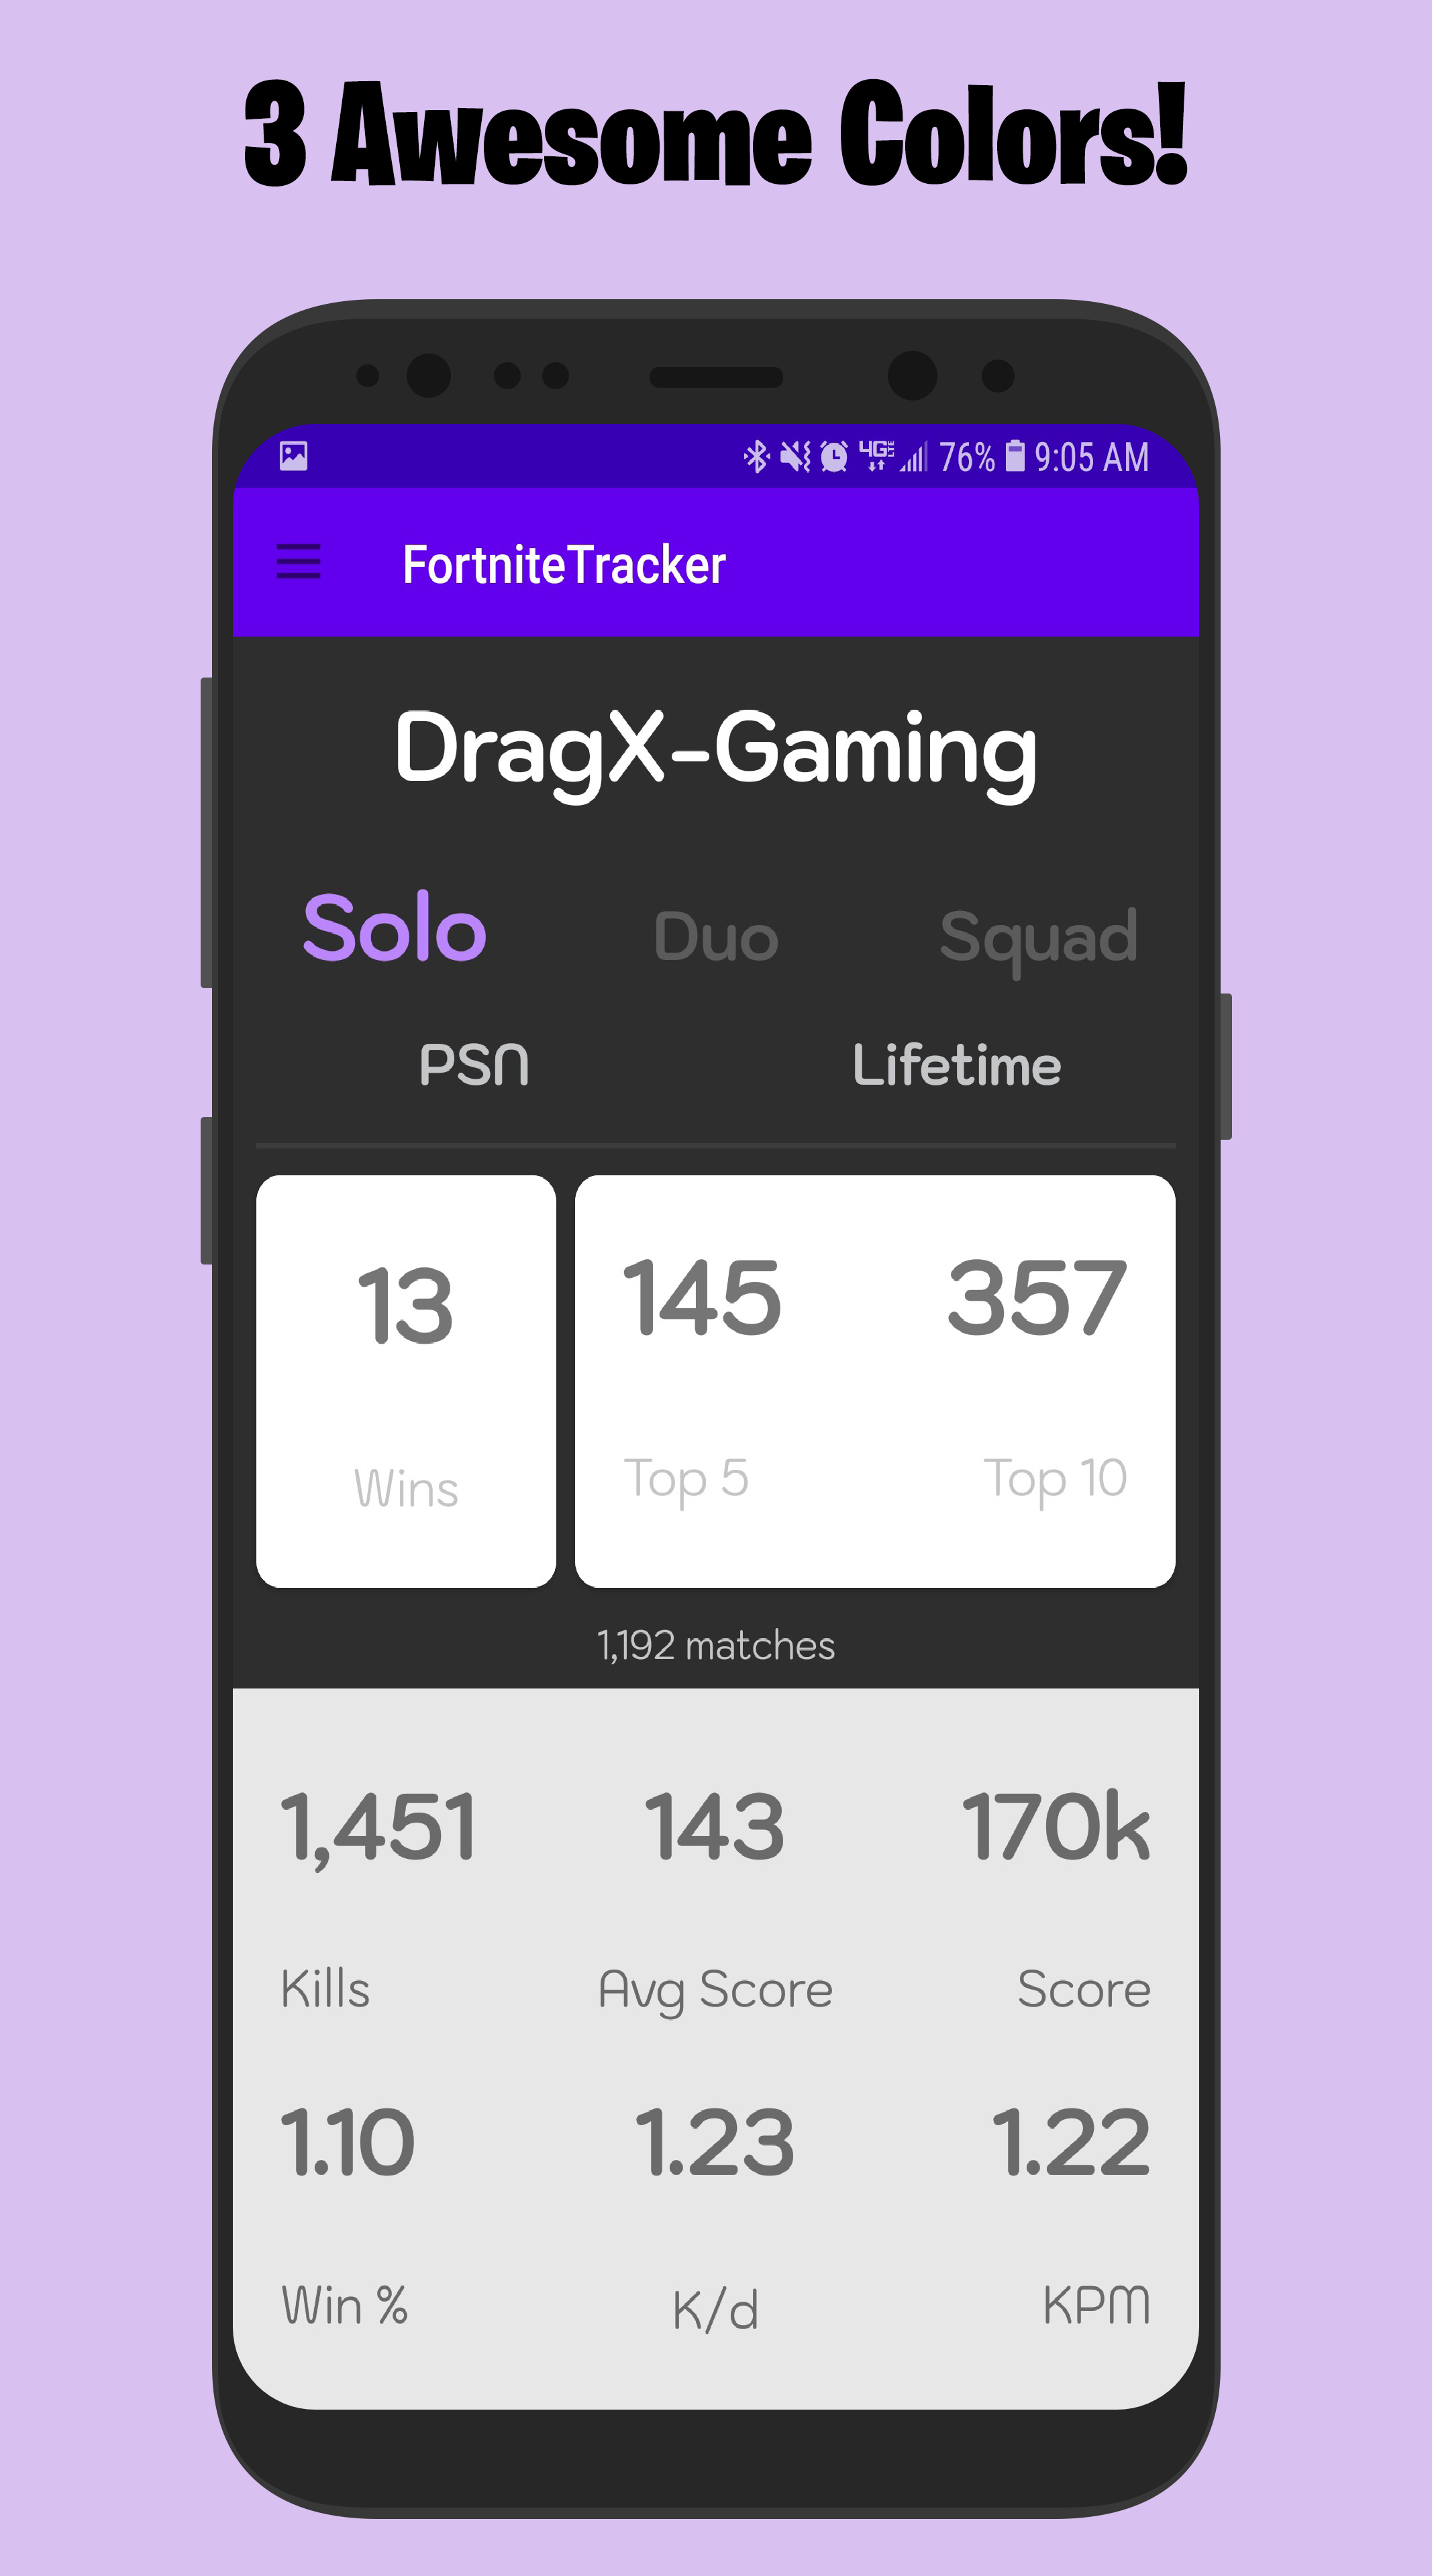 3 Awesome Colors!
4G LTE 76% 9:05 AM
FortniteTracker
DragX-Gaming
Solo Duo Squad
PSN Lifetime
13 145 357
Wins Top 5 Top 10
1,192 matches
1,451 143 170k
Kills Avg Score Score
1.10 1.23 1.22
Win % K/d KPM